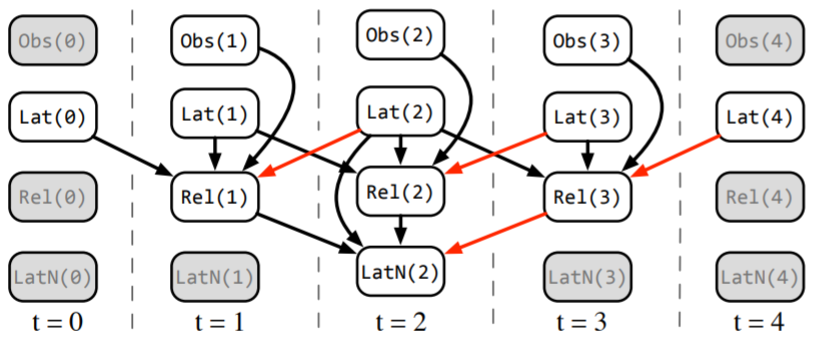 Obs(0) Obs(1) Obs(2) Obs(3) Obs(4)
Lat(0) Lat(1) Lat(2) Lat(3) Lat(4)
Rel(0) Rel(1) Rel(2) Rel(3) Rel(4)
LatN(0) LatN(1) LatN(2) LatN(3) LatN(4)
t = 0 t = 1 t = 2 t = 3 t = 4